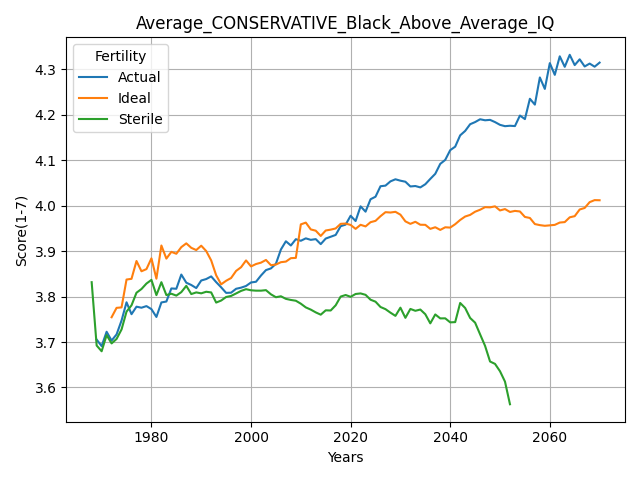 Average_CONSERVATIVE_Black_Above_Average_IQ
Fertility
Actual
Ideal
Sterile
Score(1-7)
4.3
4.2
4.1
4.0
3.9
3.8
3.7
3.6
1980 2000 2020 2040 2060
Years